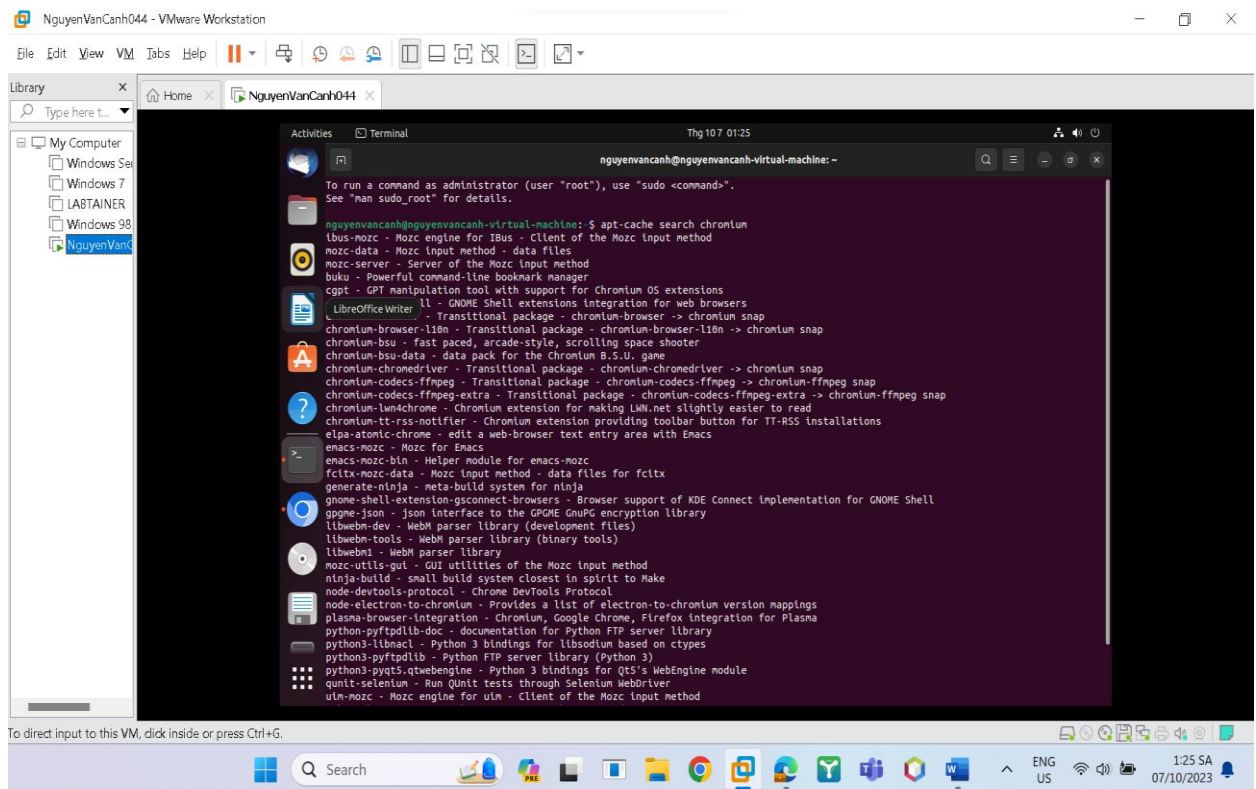 NguyenVanCanh044 - VMware Workstation
File Edit View VM Tabs Help
Library
Home
NguyenVanCanh044
Type here t...
My Computer
Windows Ser
Windows 7
LABTAINER
Windows 98
NguyenVanC
Activities Terminal Thg 10 7 01:25
nguyenvancanh@nguyenvancanh-virtual-machine: ~
To run a command as administrator (user "root"), use "sudo <command>".
See "man sudo_root" for details.
nguyenvancanh@nguyenvancanh-virtual-machine:~$ apt-cache search chromium
ibus-mozc - Mozc engine for IBus - Client of the Mozc input method
mozc-data - Mozc input method - data files
mozc-server - Server of the Mozc input method
buku - Powerful command-line bookmark manager
cgpt - GPT manipulation tool with support for Chromium OS extensions
ll - GNOME Shell extensions integration for web browsers
LibreOffice Writer
- Transitional package - chromium-browser -> chromium snap
chromium-browser-l10n - Transitional package - chromium-browser-l10n -> chromium snap
chromium-bsu - fast paced, arcade-style, scrolling space shooter
chromium-bsu-data - data pack for the Chromium B.S.U. game
chromium-chromedriver - Transitional package - chromium-chromedriver -> chromium snap
chromium-codecs-ffmpeg - Transitional package - chromium-codecs-ffmpeg -> chromium-ffmpeg snap
chromium-codecs-ffmpeg-extra - Transitional package - chromium-codecs-ffmpeg-extra -> chromium-ffmpeg snap
chromium-lwn4chrome - Chromium extension for making LWN.net slightly easier to read
chromium-tt-rss-notifier - Chromium extension providing toolbar button for TT-RSS installations
elpa-atomic-chrome - edit a web-browser text entry area with Emacs
emacs-mozc - Mozc for Emacs
emacs-mozc-bin - Helper module for emacs-mozc
fcitx-mozc-data - Mozc input method - data files for fcitx
generate-ninja - meta-build system for ninja
gnome-shell-extension-gsconnect-browsers - Browser support of KDE Connect implementation for GNOME Shell
gpgme-json - json interface to the GPGME GnuPG encryption library
libwebm-dev - WebM parser library (development files)
libwebm-tools - WebM parser library (binary tools)
libwebm1 - WebM parser library
mozc-utils-gui - GUI utilities of the Mozc input method
ninja-build - small build system closest in spirit to Make
node-devtools-protocol - Chrome DevTools Protocol
node-electron-to-chromium - Provides a list of electron-to-chromium version mappings
plasma-browser-integration - Chromium, Google Chrome, Firefox integration for Plasma
python-pyftpdlib-doc - documentation for Python FTP server library
python3-libnacl - Python 3 bindings for libsodium based on ctypes
python3-pyftpdlib - Python FTP server library (Python 3)
python3-pyqt5.qtwebengine - Python 3 bindings for Qt5's WebEngine module
qunit-selenium - Run QUnit tests through Selenium WebDriver
uim-mozc - Mozc engine for uim - Client of the Mozc input method
To direct input to this VM, click inside or press Ctrl+G.
Search
PRE
ENG
US
1:25 SA
07/10/2023